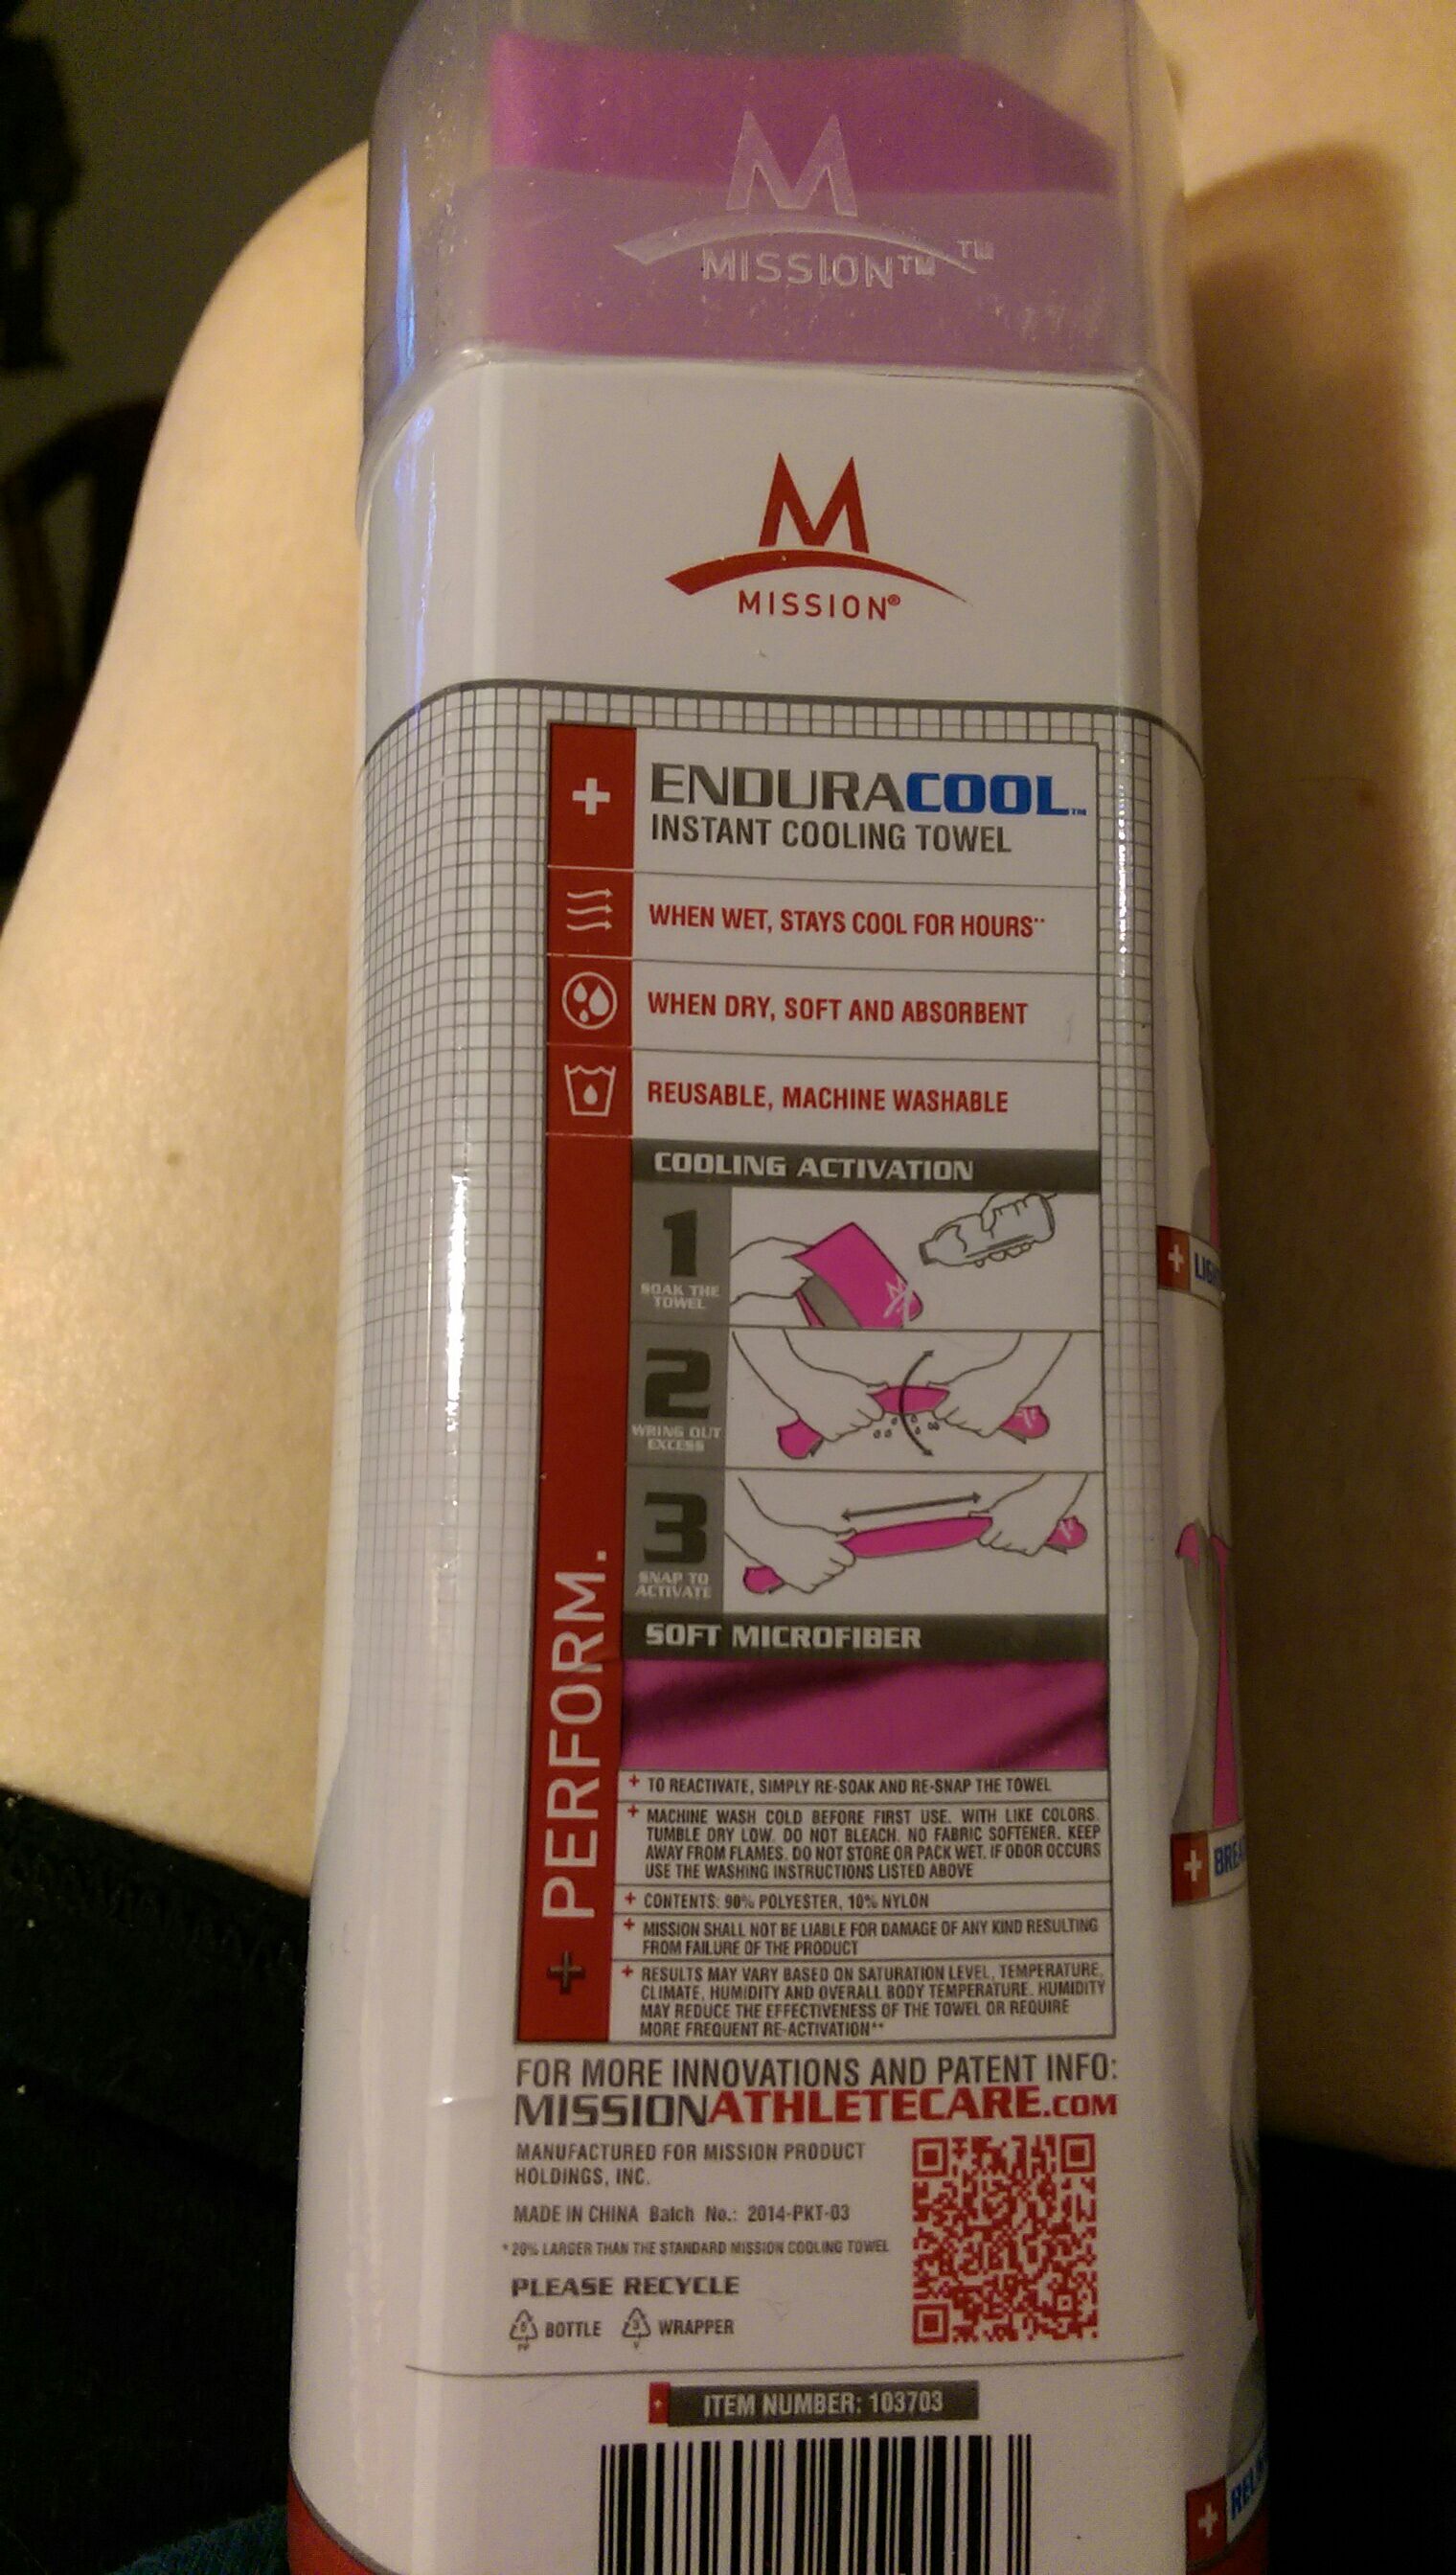 M
MISSION™ ™
M
MISSION®
ENDURACOOL™
INSTANT COOLING TOWEL
WHEN WET, STAYS COOL FOR HOURS**
WHEN DRY, SOFT AND ABSORBENT
REUSABLE, MACHINE WASHABLE
COOLING ACTIVATION
1
SOAK THE
TOWEL
2
WRING OUT
EXCESS
3
SNAP TO
ACTIVATE
SOFT MICROFIBER
PERFORM.
+ TO REACTIVATE, SIMPLY RE-SOAK AND RE-SNAP THE TOWEL
+ MACHINE WASH COLD BEFORE FIRST USE. WITH LIKE COLORS.
TUMBLE DRY LOW. DO NOT BLEACH. NO FABRIC SOFTENER. KEEP
AWAY FROM FLAMES. DO NOT STORE OR PACK WET. IF ODOR OCCURS
USE THE WASHING INSTRUCTIONS LISTED ABOVE
+ CONTENTS: 90% POLYESTER, 10% NYLON
+ MISSION SHALL NOT BE LIABLE FOR DAMAGE OF ANY KIND RESULTING
FROM FAILURE OF THE PRODUCT
+ RESULTS MAY VARY BASED ON SATURATION LEVEL, TEMPERATURE,
CLIMATE, HUMIDITY AND OVERALL BODY TEMPERATURE. HUMIDITY
MAY REDUCE THE EFFECTIVENESS OF THE TOWEL OR REQUIRE
MORE FREQUENT RE-ACTIVATION**
FOR MORE INNOVATIONS AND PATENT INFO:
MISSIONATHLETECARE.COM
MANUFACTURED FOR MISSION PRODUCT
HOLDINGS, INC.
MADE IN CHINA Batch No.: 2014-PKT-03
* 20% LARGER THAN THE STANDARD MISSION COOLING TOWEL
PLEASE RECYCLE
5 BOTTLE 3 WRAPPER
PP V
ITEM NUMBER: 103703